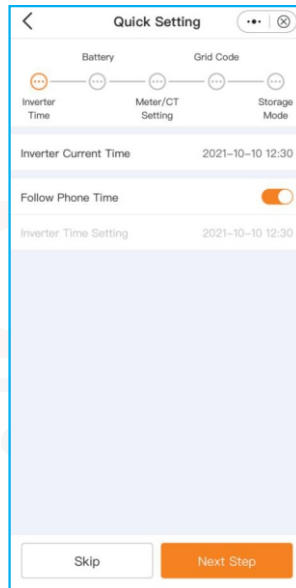 Quick Setting
Battery Grid Code
Inverter Time Meter/CT Setting Storage Mode
Inverter Current Time 2021-10-10 12:30
Follow Phone Time
Inverter Time Setting 2021-10-10 12:30
Skip Next Step